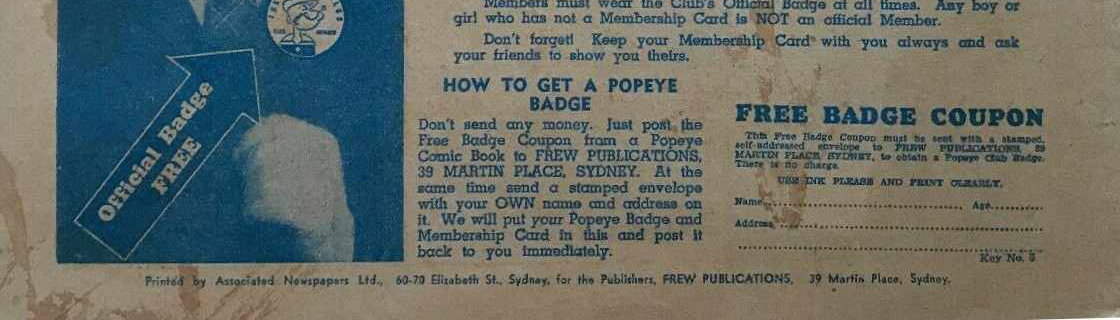 Members must wear the Club's Official Badge at all times. Any boy or
girl who has not a Membership Card is NOT an official Member.
Don't forget! Keep your Membership Card with you always and ask
your friends to show you theirs.
HOW TO GET A POPEYE
BADGE
Don't send any money. Just post the
Free Badge Coupon from a Popeye
Comic Book to FREW PUBLICATIONS,
39 MARTIN PLACE, SYDNEY. At the
same time send a stamped envelope
with your OWN name and address on
it. We will put your Popeye Badge and
Membership Card in this and post it
back to you immediately.
Official Badge
FREE
FREE BADGE COUPON
This Free Badge Coupon must be sent with a stamped,
self-addressed envelope to FREW PUBLICATIONS, 39
MARTIN PLACE, SYDNEY, to obtain a Popeye Club Badge.
There is no charge.
USE INK PLEASE AND PRINT CLEARLY.
Name Age
Address
Key No.
Printed by Associated Newspapers Ltd., 60-70 Elizabeth St., Sydney, for the Publishers, FREW PUBLICATIONS, 39 Martin Place, Sydney.